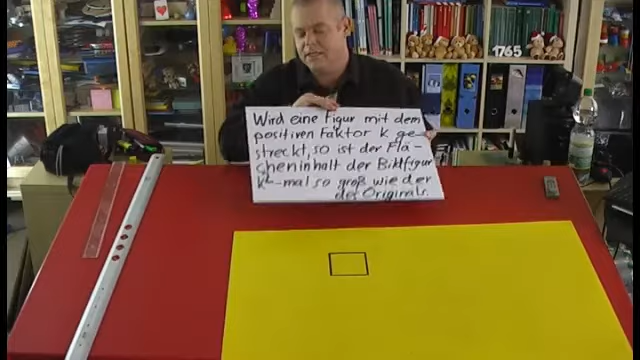 1765
Wird eine Figur mit dem
positiven Faktor k ge-
streckt, so ist der Flä-
cheninhalt der Bildfigur
k²-mal so groß wie der
des Originals.